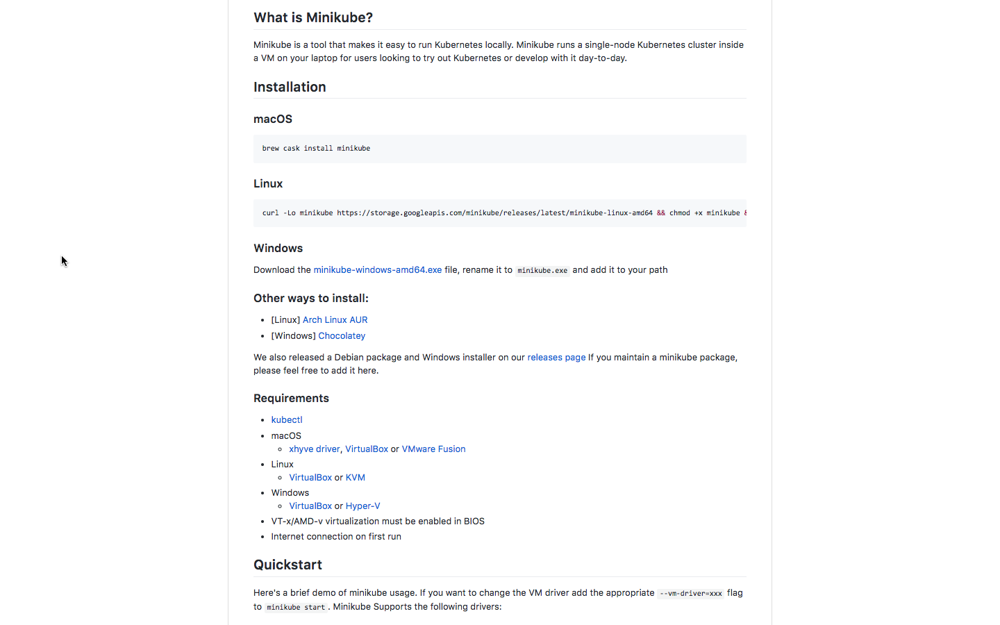 What is Minikube?
Minikube is a tool that makes it easy to run Kubernetes locally. Minikube runs a single-node Kubernetes cluster inside
a VM on your laptop for users looking to try out Kubernetes or develop with it day-to-day.
Installation
macOS
brew cask install minikube
Linux
curl -Lo minikube https://storage.googleapis.com/minikube/releases/latest/minikube-linux-amd64 && chmod +x minikube &
Windows
Download the minikube-windows-amd64.exe file, rename it to minikube.exe and add it to your path
Other ways to install:
• [Linux] Arch Linux AUR
• [Windows] Chocolatey
We also released a Debian package and Windows installer on our releases page If you maintain a minikube package,
please feel free to add it here.
Requirements
• kubectl
• macOS
◦ xhyve driver, VirtualBox or VMware Fusion
• Linux
◦ VirtualBox or KVM
• Windows
◦ VirtualBox or Hyper-V
• VT-x/AMD-v virtualization must be enabled in BIOS
• Internet connection on first run
Quickstart
Here's a brief demo of minikube usage. If you want to change the VM driver add the appropriate --vm-driver=xxx flag
to minikube start. Minikube Supports the following drivers: